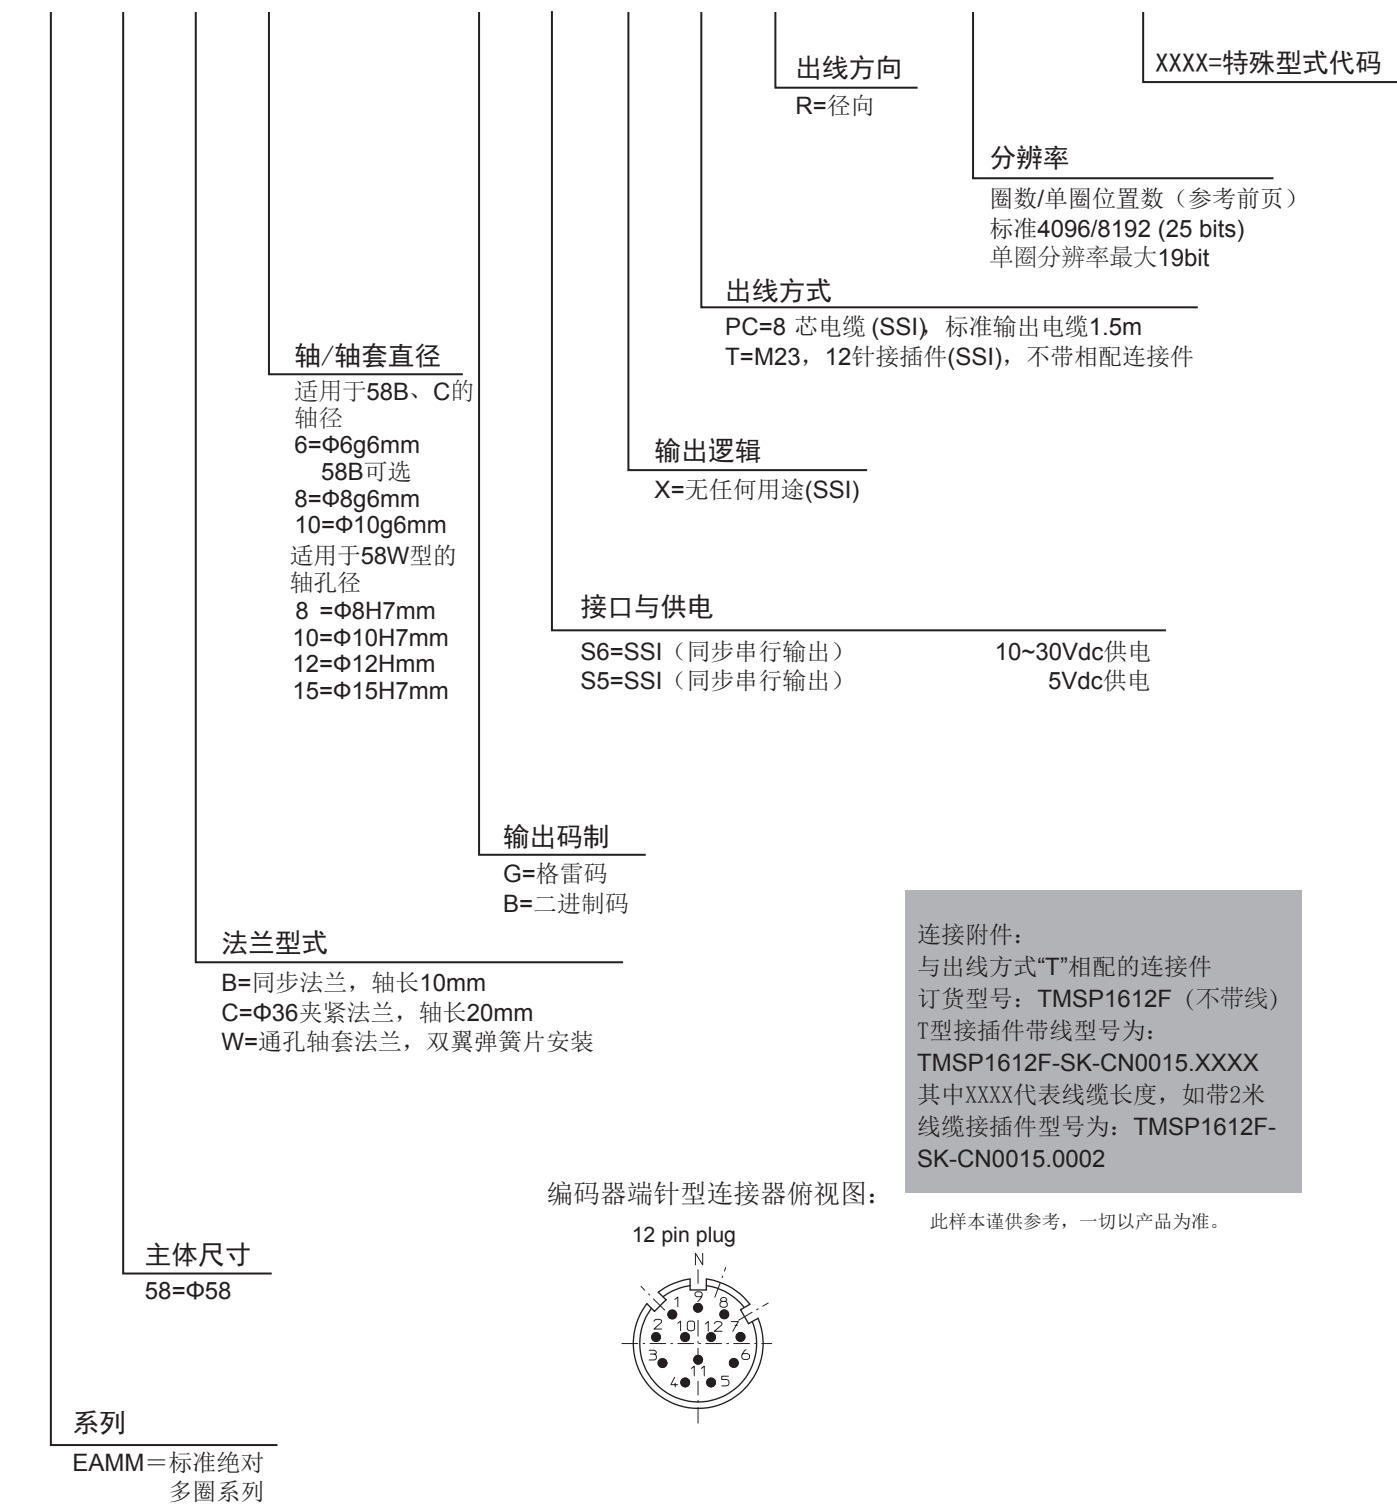 出线方向
R=径向
XXXX=特殊型式代码
分辨率
圈数/单圈位置数（参考前页）
标准4096/8192 (25 bits)
单圈分辨率最大19bit
出线方式
PC=8 芯电缆 (SSI)，标准输出电缆1.5m
T=M23，12针接插件(SSI)，不带相配连接件
轴/轴套直径
适用于58B、C的
轴径
6=Φ6g6mm
58B可选
8=Φ8g6mm
10=Φ10g6mm
适用于58W型的
轴孔径
8 =Φ8H7mm
10=Φ10H7mm
12=Φ12Hmm
15=Φ15H7mm
输出逻辑
X=无任何用途(SSI)
接口与供电
S6=SSI（同步串行输出） 10~30Vdc供电
S5=SSI（同步串行输出） 5Vdc供电
输出码制
G=格雷码
B=二进制码
法兰型式
B=同步法兰，轴长10mm
C=Φ36夹紧法兰，轴长20mm
W=通孔轴套法兰，双翼弹簧片安装
连接附件：
与出线方式“T”相配的连接件
订货型号：TMSP1612F（不带线）
T型接插件带线型号为：
TMSP1612F-SK-CN0015.XXXX
其中XXXX代表线缆长度，如带2米
线缆接插件型号为：TMSP1612F-
SK-CN0015.0002
此样本谨供参考，一切以产品为准。
编码器端针型连接器俯视图：
12 pin plug
N
1 9 8
2 10 12 7
3 11 6
4 5
主体尺寸
58=Φ58
系列
EAMM＝标准绝对
多圈系列